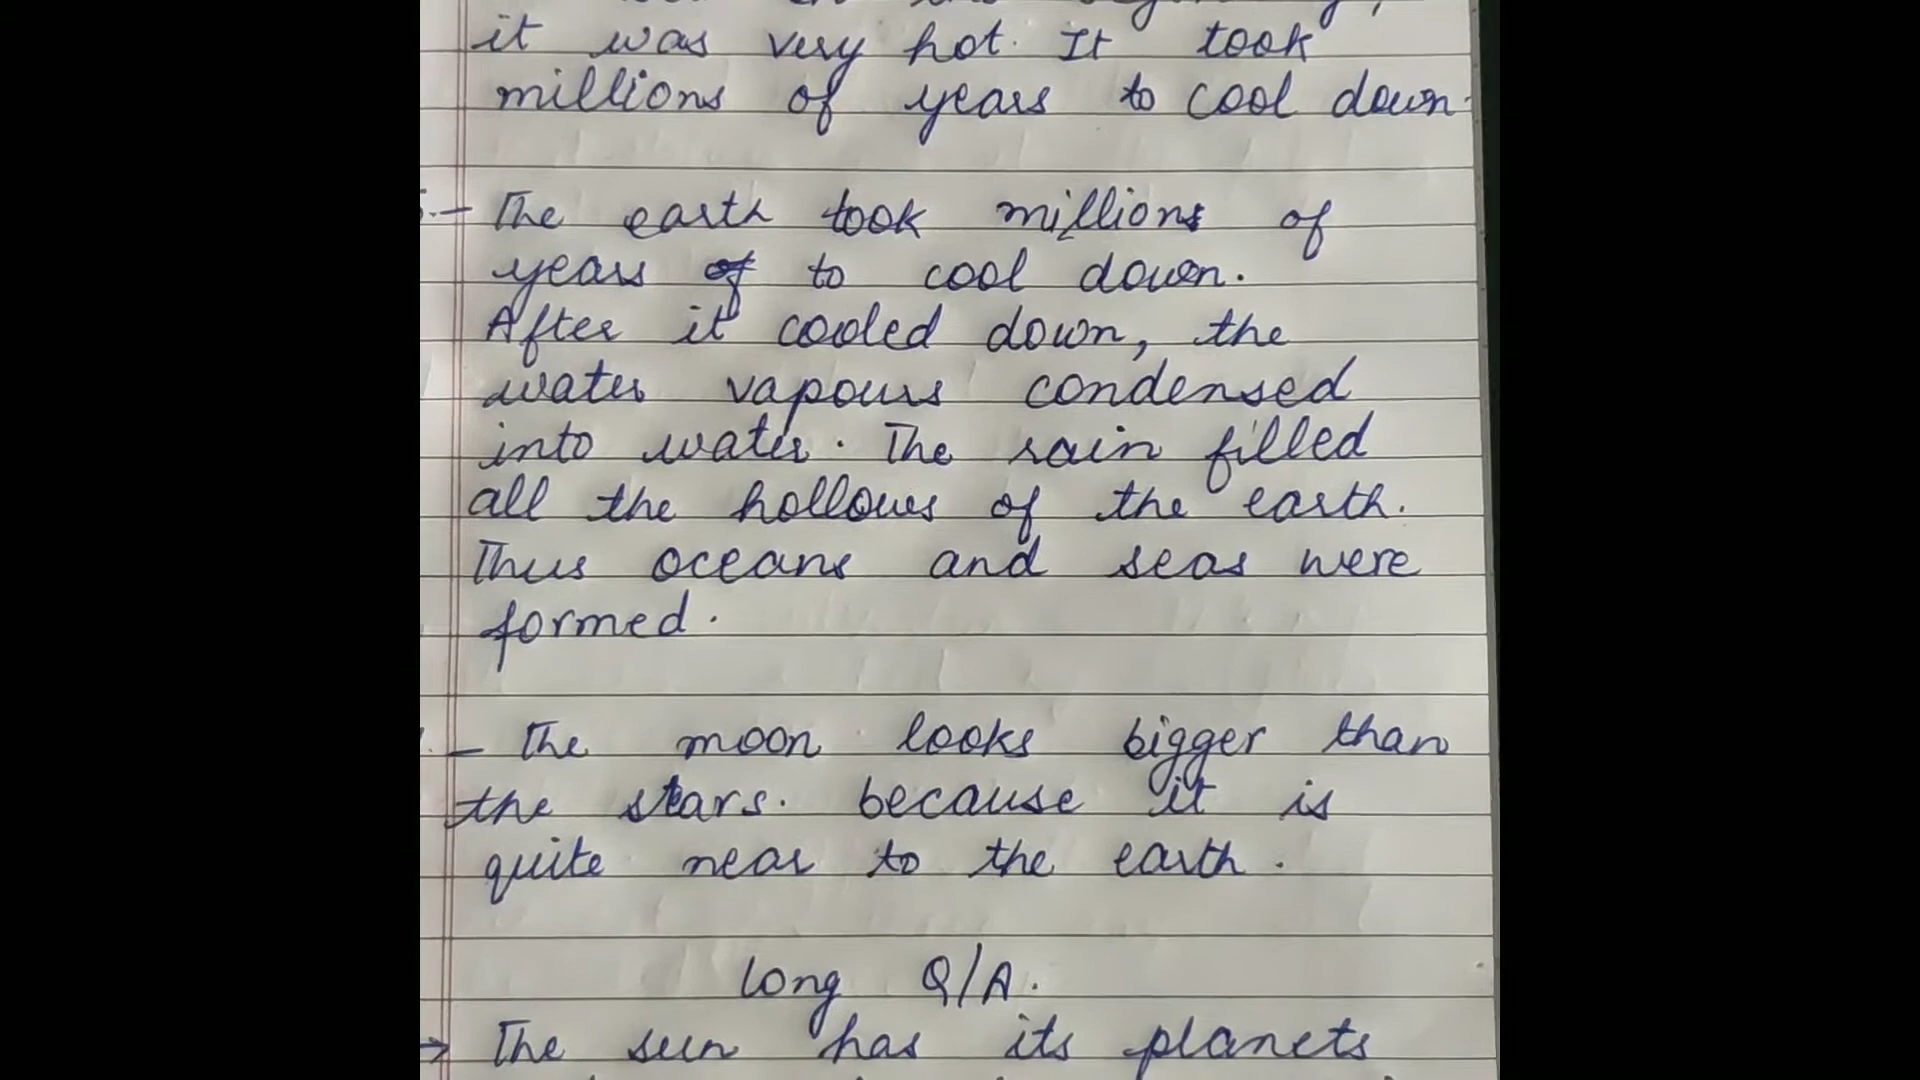 it was very hot. It took
millions of years to cool down.
5.- The earth took millions of
years of to cool down.
After it cooled down, the
water vapours condensed
into water. The rain filled
all the hollows of the earth.
Thus oceans and seas were
formed.
- The moon looks bigger than
the stars. because it is
quite near to the earth.
long Q/A.
→ The sun has its planets